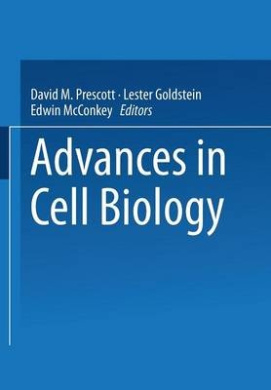 David M. Prescott · Lester Goldstein
Edwin McConkey Editors
Advances in
Cell Biology